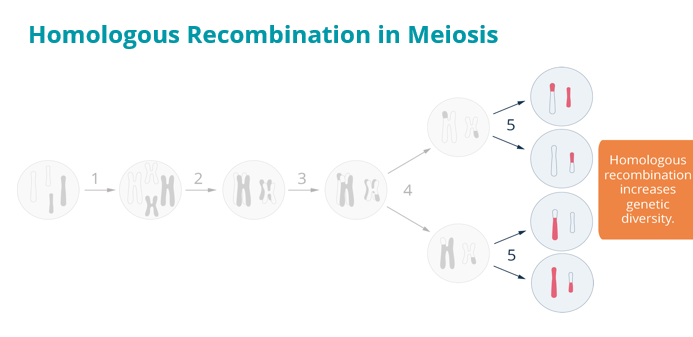 Homologous Recombination in Meiosis
1
2
3
4
5
5
Homologous
recombination
increases
genetic
diversity.